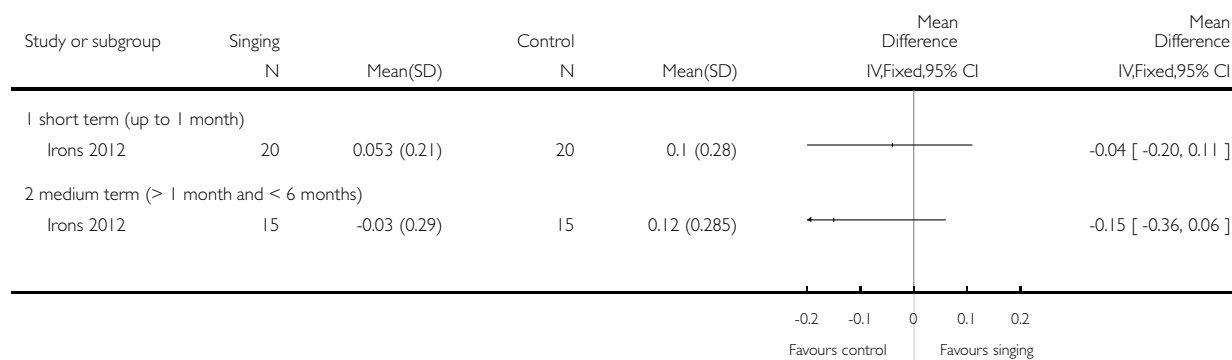 Study or subgroup Singing Control Mean Difference Mean Difference
N Mean(SD) N Mean(SD) IV,Fixed,95% CI IV,Fixed,95% CI
1 short term (up to 1 month)
Irons 2012 20 0.053 (0.21) 20 0.1 (0.28) -0.04 [ -0.20, 0.11 ]
2 medium term (> 1 month and < 6 months)
Irons 2012 15 -0.03 (0.29) 15 0.12 (0.285) -0.15 [ -0.36, 0.06 ]
-0.2 -0.1 0 0.1 0.2
Favours control Favours singing